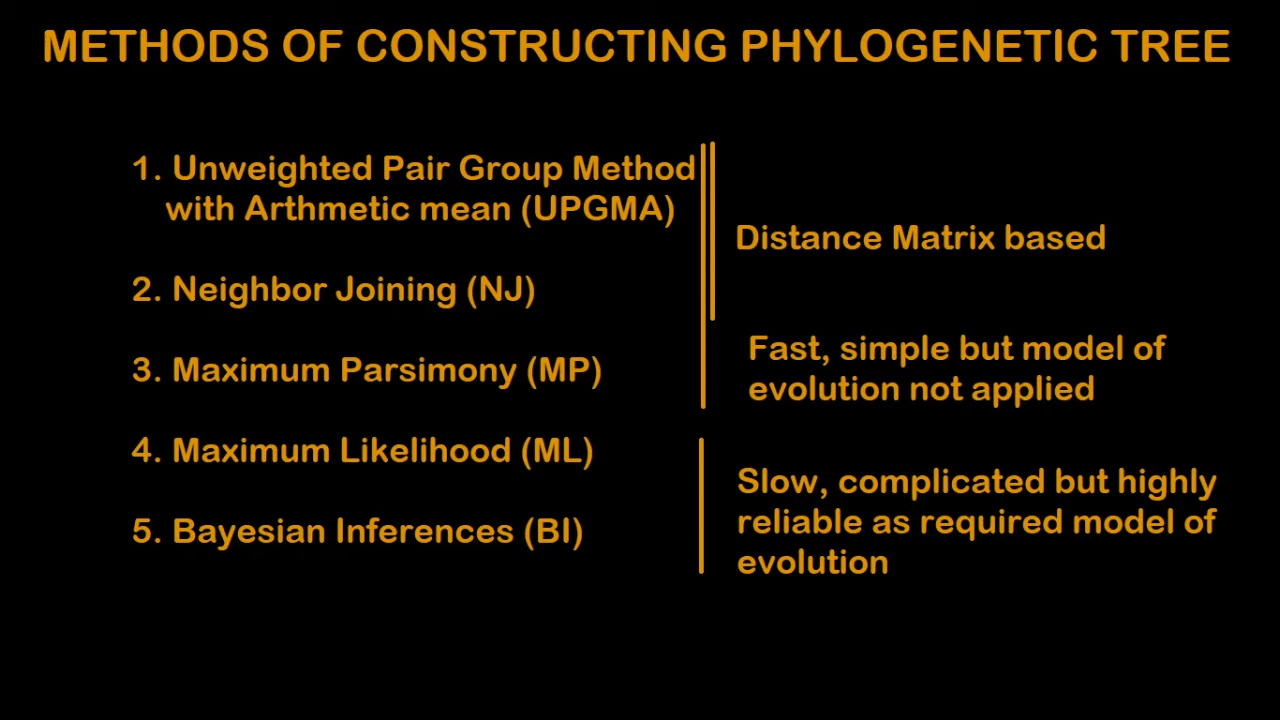 METHODS OF CONSTRUCTING PHYLOGENETIC TREE
1. Unweighted Pair Group Method
with Arthmetic mean (UPGMA)
Distance Matrix based
2. Neighbor Joining (NJ)
Fast, simple but model of
evolution not applied
3. Maximum Parsimony (MP)
4. Maximum Likelihood (ML)
Slow, complicated but highly
reliable as required model of
evolution
5. Bayesian Inferences (BI)